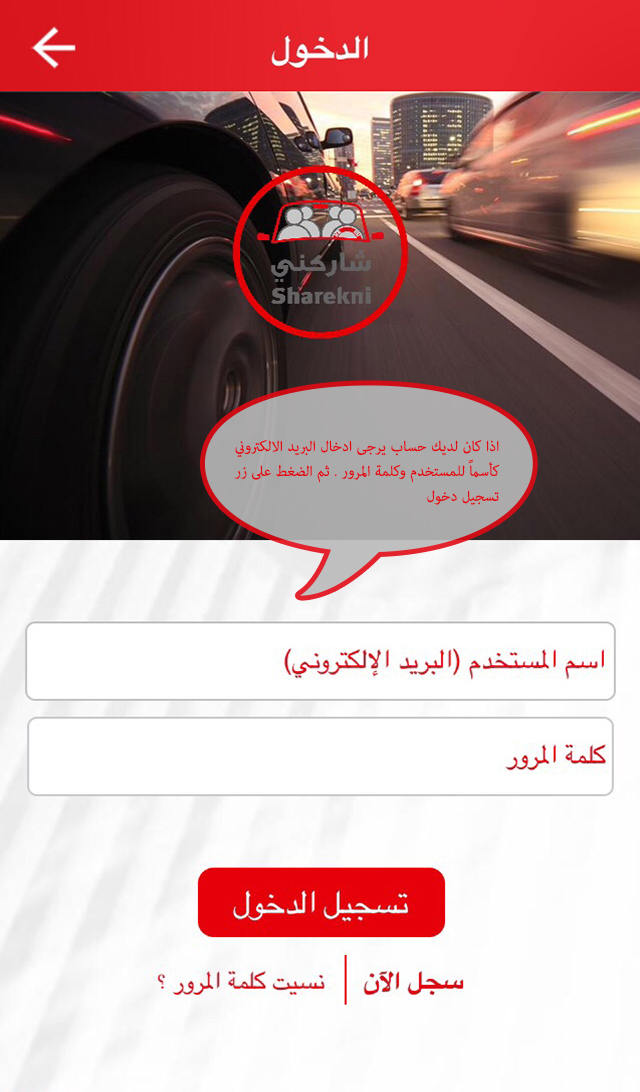 الدخول
شاركني
Sharekni
اذا كان لديك حساب يرجى ادخال البريد الالكتروني
كأسماً للمستخدم وكلمة المرور . ثم الضغط على زر
تسجيل دخول
اسم المستخدم (البريد الإلكتروني)
كلمة المرور
تسجيل الدخول
سجل الآن | نسيت كلمة المرور ؟